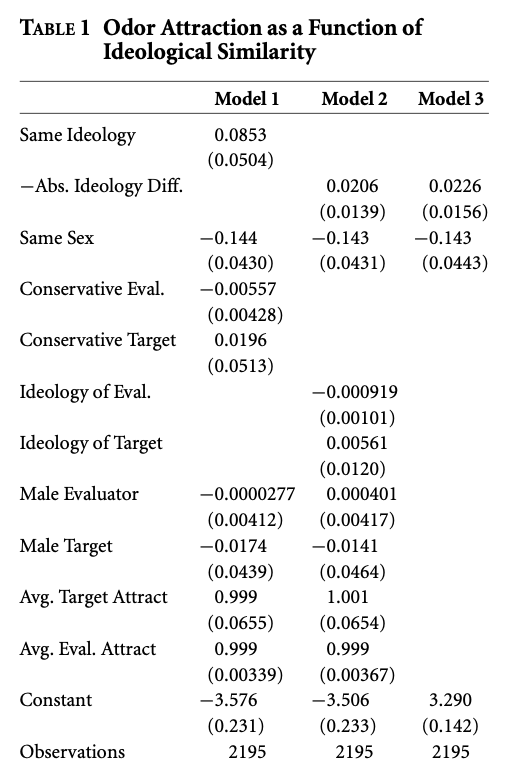 TABLE 1 Odor Attraction as a Function of
Ideological Similarity
Model 1 Model 2 Model 3
Same Ideology 0.0853
(0.0504)
−Abs. Ideology Diff. 0.0206 0.0226
(0.0139) (0.0156)
Same Sex −0.144 −0.143 −0.143
(0.0430) (0.0431) (0.0443)
Conservative Eval. −0.00557
(0.00428)
Conservative Target 0.0196
(0.0513)
Ideology of Eval. −0.000919
(0.00101)
Ideology of Target 0.00561
(0.0120)
Male Evaluator −0.0000277 0.000401
(0.00412) (0.00417)
Male Target −0.0174 −0.0141
(0.0439) (0.0464)
Avg. Target Attract 0.999 1.001
(0.0655) (0.0654)
Avg. Eval. Attract 0.999 0.999
(0.00339) (0.00367)
Constant −3.576 −3.506 3.290
(0.231) (0.233) (0.142)
Observations 2195 2195 2195